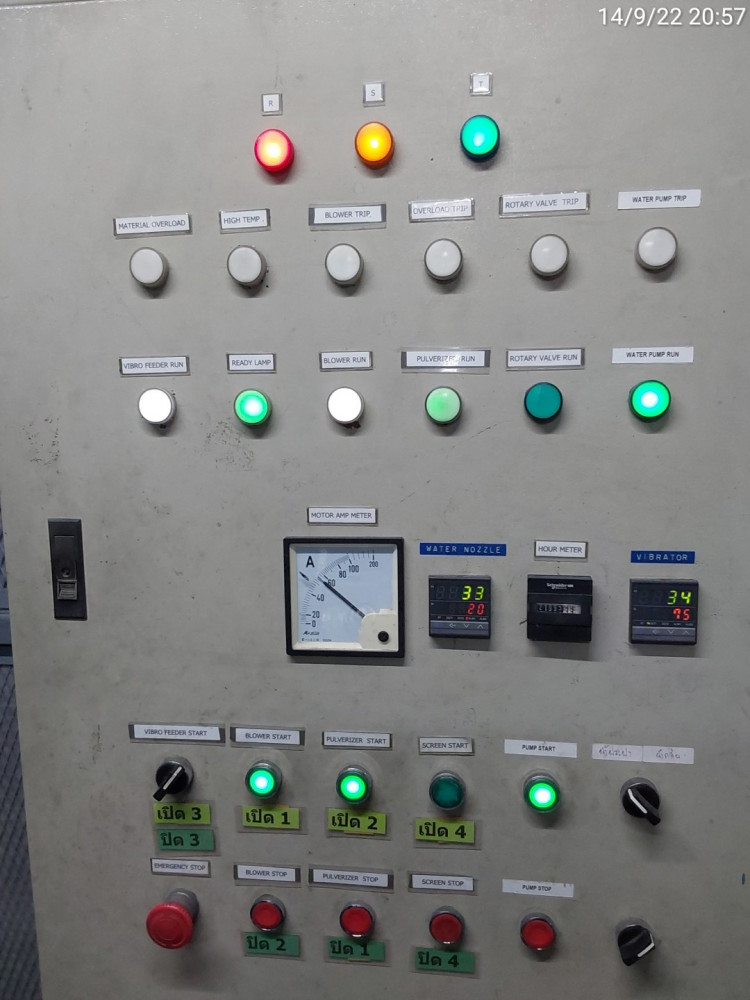 14/9/22 20:57
R
S
T
MATERIAL OVERLOAD
HIGH TEMP.
BLOWER TRIP
OVERLOAD TRIP
ROTARY VALVE TRIP
WATER PUMP TRIP
VIBRO FEEDER RUN
READY LAMP
BLOWER RUN
PULVERIZER RUN
ROTARY VALVE RUN
WATER PUMP RUN
MOTOR AMP METER
WATER NOZZLE
HOUR METER
VIBRATOR
A
200
100
80
60
40
20
0
33
20
Schneider
34
75
VIBRO FEEDER START
BLOWER START
PULVERIZER START
SCREEN START
PUMP START
เปิด 3
เปิด 1
เปิด 2
เปิด 4
ปิด 3
EMERGENCY STOP
BLOWER STOP
PULVERIZER STOP
SCREEN STOP
PUMP STOP
ปิด 2
ปิด 1
ปิด 4